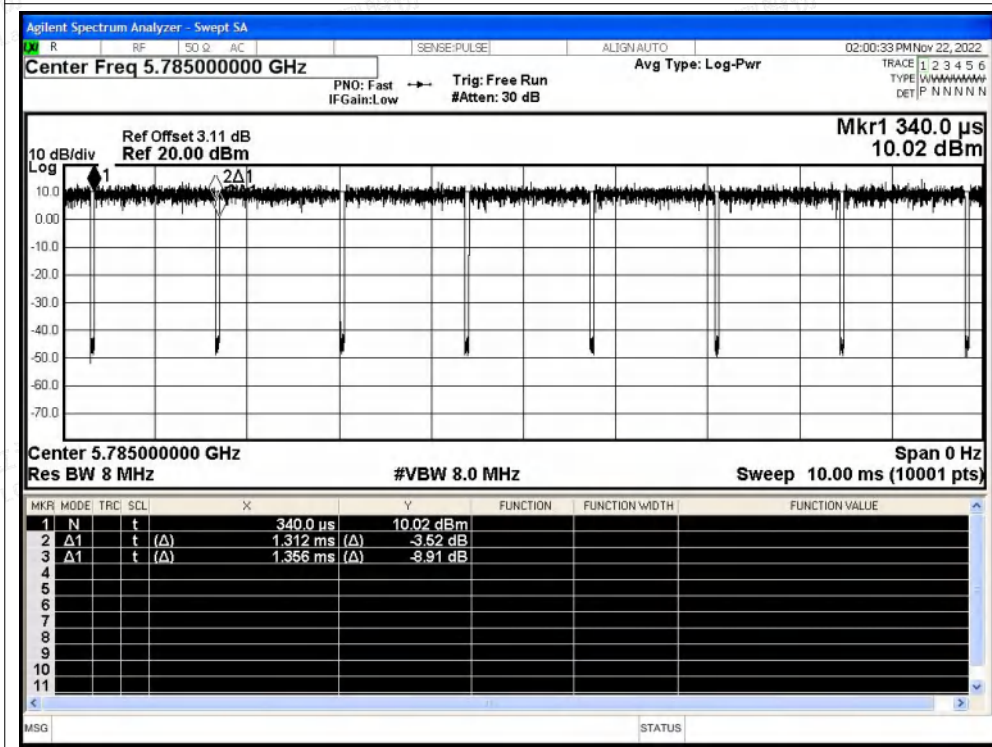 Agilent Spectrum Analyzer - Swept SA
R RF 50 Ω AC SENSE:PULSE ALIGN AUTO 02:00:33 PM Nov 22, 2022
Center Freq 5.785000000 GHz
PNO: Fast
IFGain:Low
Trig: Free Run
#Atten: 30 dB
Avg Type: Log-Pwr
TRACE 1 2 3 4 5 6
TYPE WWWWWW
DET P N N N N N
Ref Offset 3.11 dB
Ref 20.00 dBm
10 dB/div
Log
Mkr1 340.0 µs
10.02 dBm
1
2Δ1
10.0
0.00
-10.0
-20.0
-30.0
-40.0
-50.0
-60.0
-70.0
Center 5.785000000 GHz Span 0 Hz
Res BW 8 MHz #VBW 8.0 MHz Sweep 10.00 ms (10001 pts)
MKR MODE TRC SCL X Y FUNCTION FUNCTION WIDTH FUNCTION VALUE
1 N t 340.0 µs 10.02 dBm
2 Δ1 t (Δ) 1.312 ms (Δ) -3.52 dB
3 Δ1 t (Δ) 1.356 ms (Δ) -8.91 dB
4
5
6
7
8
9
10
11
MSG STATUS